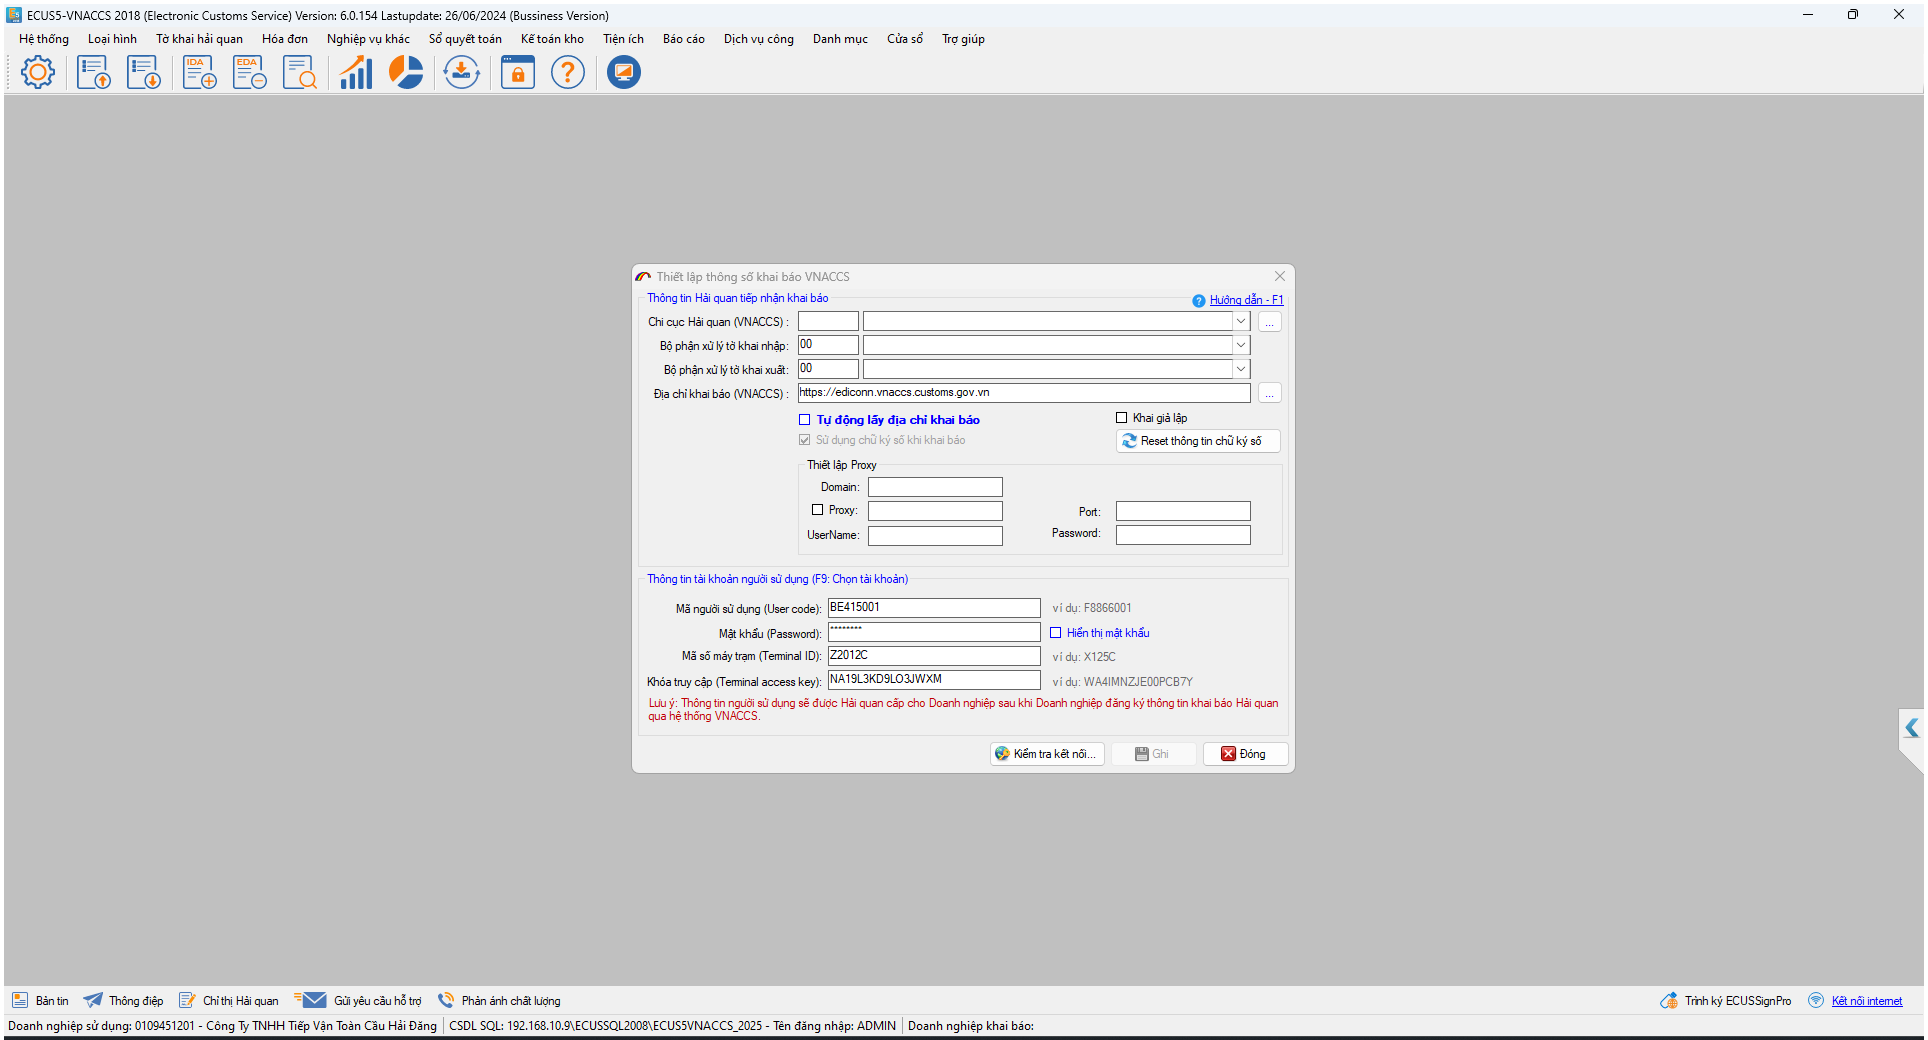 ECUS5-VNACCS 2018 (Electronic Customs Service) Version: 6.0.154 Lastupdate: 26/06/2024 (Bussiness Version)
Hệ thống Loại hình Tờ khai hải quan Hóa đơn Nghiệp vụ khác Sổ quyết toán Kế toán kho Tiện ích Báo cáo Dịch vụ công Danh mục Cửa sổ Trợ giúp
IDA EDA
Thiết lập thông số khai báo VNACCS
Thông tin Hải quan tiếp nhận khai báo
Hướng dẫn - F1
Chi cục Hải quan (VNACCS) :
...
Bộ phận xử lý tờ khai nhập: 00
Bộ phận xử lý tờ khai xuất: 00
Địa chỉ khai báo (VNACCS) : https://ediconn.vnaccs.customs.gov.vn
...
Tự động lấy địa chỉ khai báo
Khai giả lập
Sử dụng chữ ký số khi khai báo
Reset thông tin chữ ký số
Thiết lập Proxy
Domain:
Proxy:
Port:
UserName:
Password:
Thông tin tài khoản người sử dụng (F9: Chọn tài khoản)
Mã người sử dụng (User code): BE415001 ví dụ: F8866001
Mật khẩu (Password): ******** Hiển thị mật khẩu
Mã số máy trạm (Terminal ID): Z2012C ví dụ: X125C
Khóa truy cập (Terminal access key): NA19L3KD9LO3JWXM ví dụ: WA4IMNZJE00PCB7Y
Lưu ý: Thông tin người sử dụng sẽ được Hải quan cấp cho Doanh nghiệp sau khi Doanh nghiệp đăng ký thông tin khai báo Hải quan
qua hệ thống VNACCS.
Kiểm tra kết nối... Ghi Đóng
Bản tin Thông điệp Chỉ thị Hải quan Gửi yêu cầu hỗ trợ Phản ánh chất lượng Trình ký ECUSSignPro Kết nối internet
Doanh nghiệp sử dụng: 0109451201 - Công Ty TNHH Tiếp Vận Toàn Cầu Hải Đăng CSDL SQL: 192.168.10.9\ECUSSQL2008\ECUS5VNACCS_2025 - Tên đăng nhập: ADMIN Doanh nghiệp khai báo: